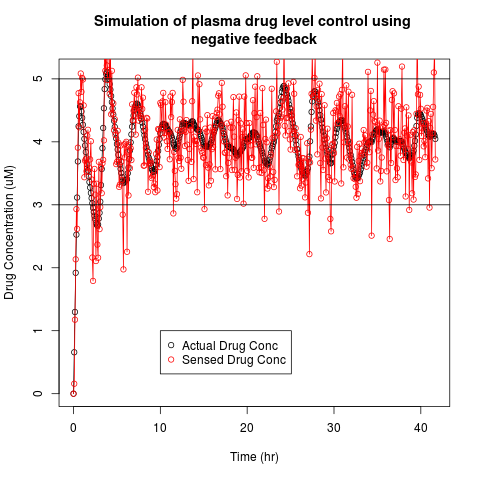 Simulation of plasma drug level control using
negative feedback
Drug Concentration (uM)
5
4
3
2
1
0
Actual Drug Conc
Sensed Drug Conc
0 10 20 30 40
Time (hr)